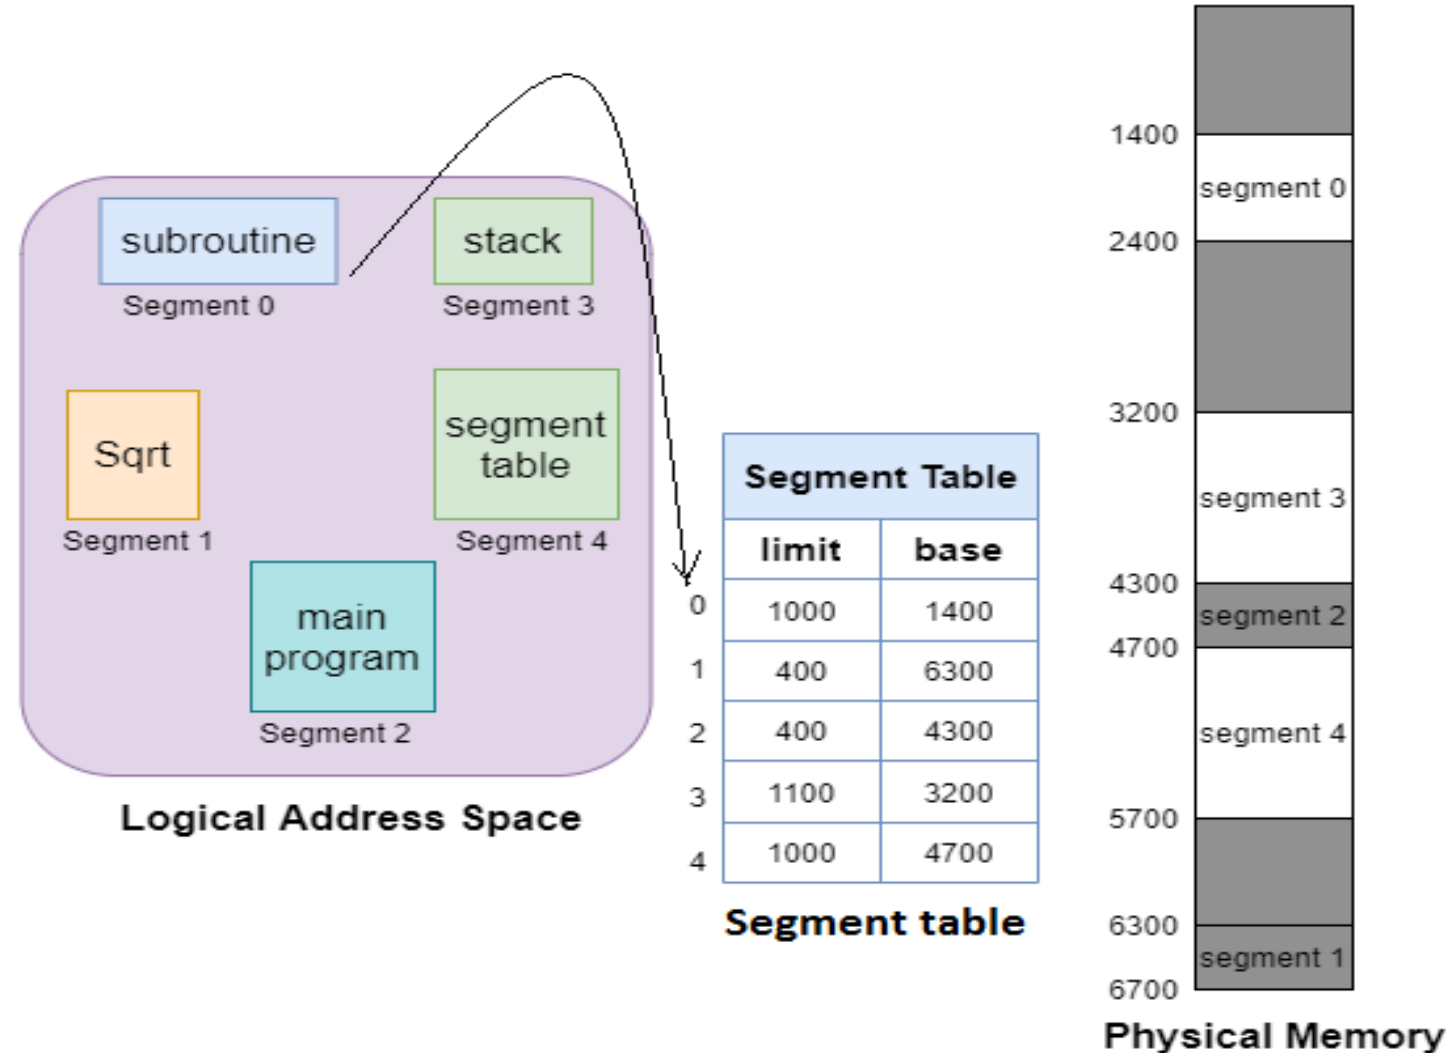 subroutine
Segment 0
stack
Segment 3
Sqrt
Segment 1
segment
table
Segment 4
main
program
Segment 2
Logical Address Space
Segment Table
limit base
0 1000 1400
1 400 6300
2 400 4300
3 1100 3200
4 1000 4700
Segment table
1400
segment 0
2400
3200
segment 3
4300
segment 2
4700
segment 4
5700
6300
segment 1
6700
Physical Memory